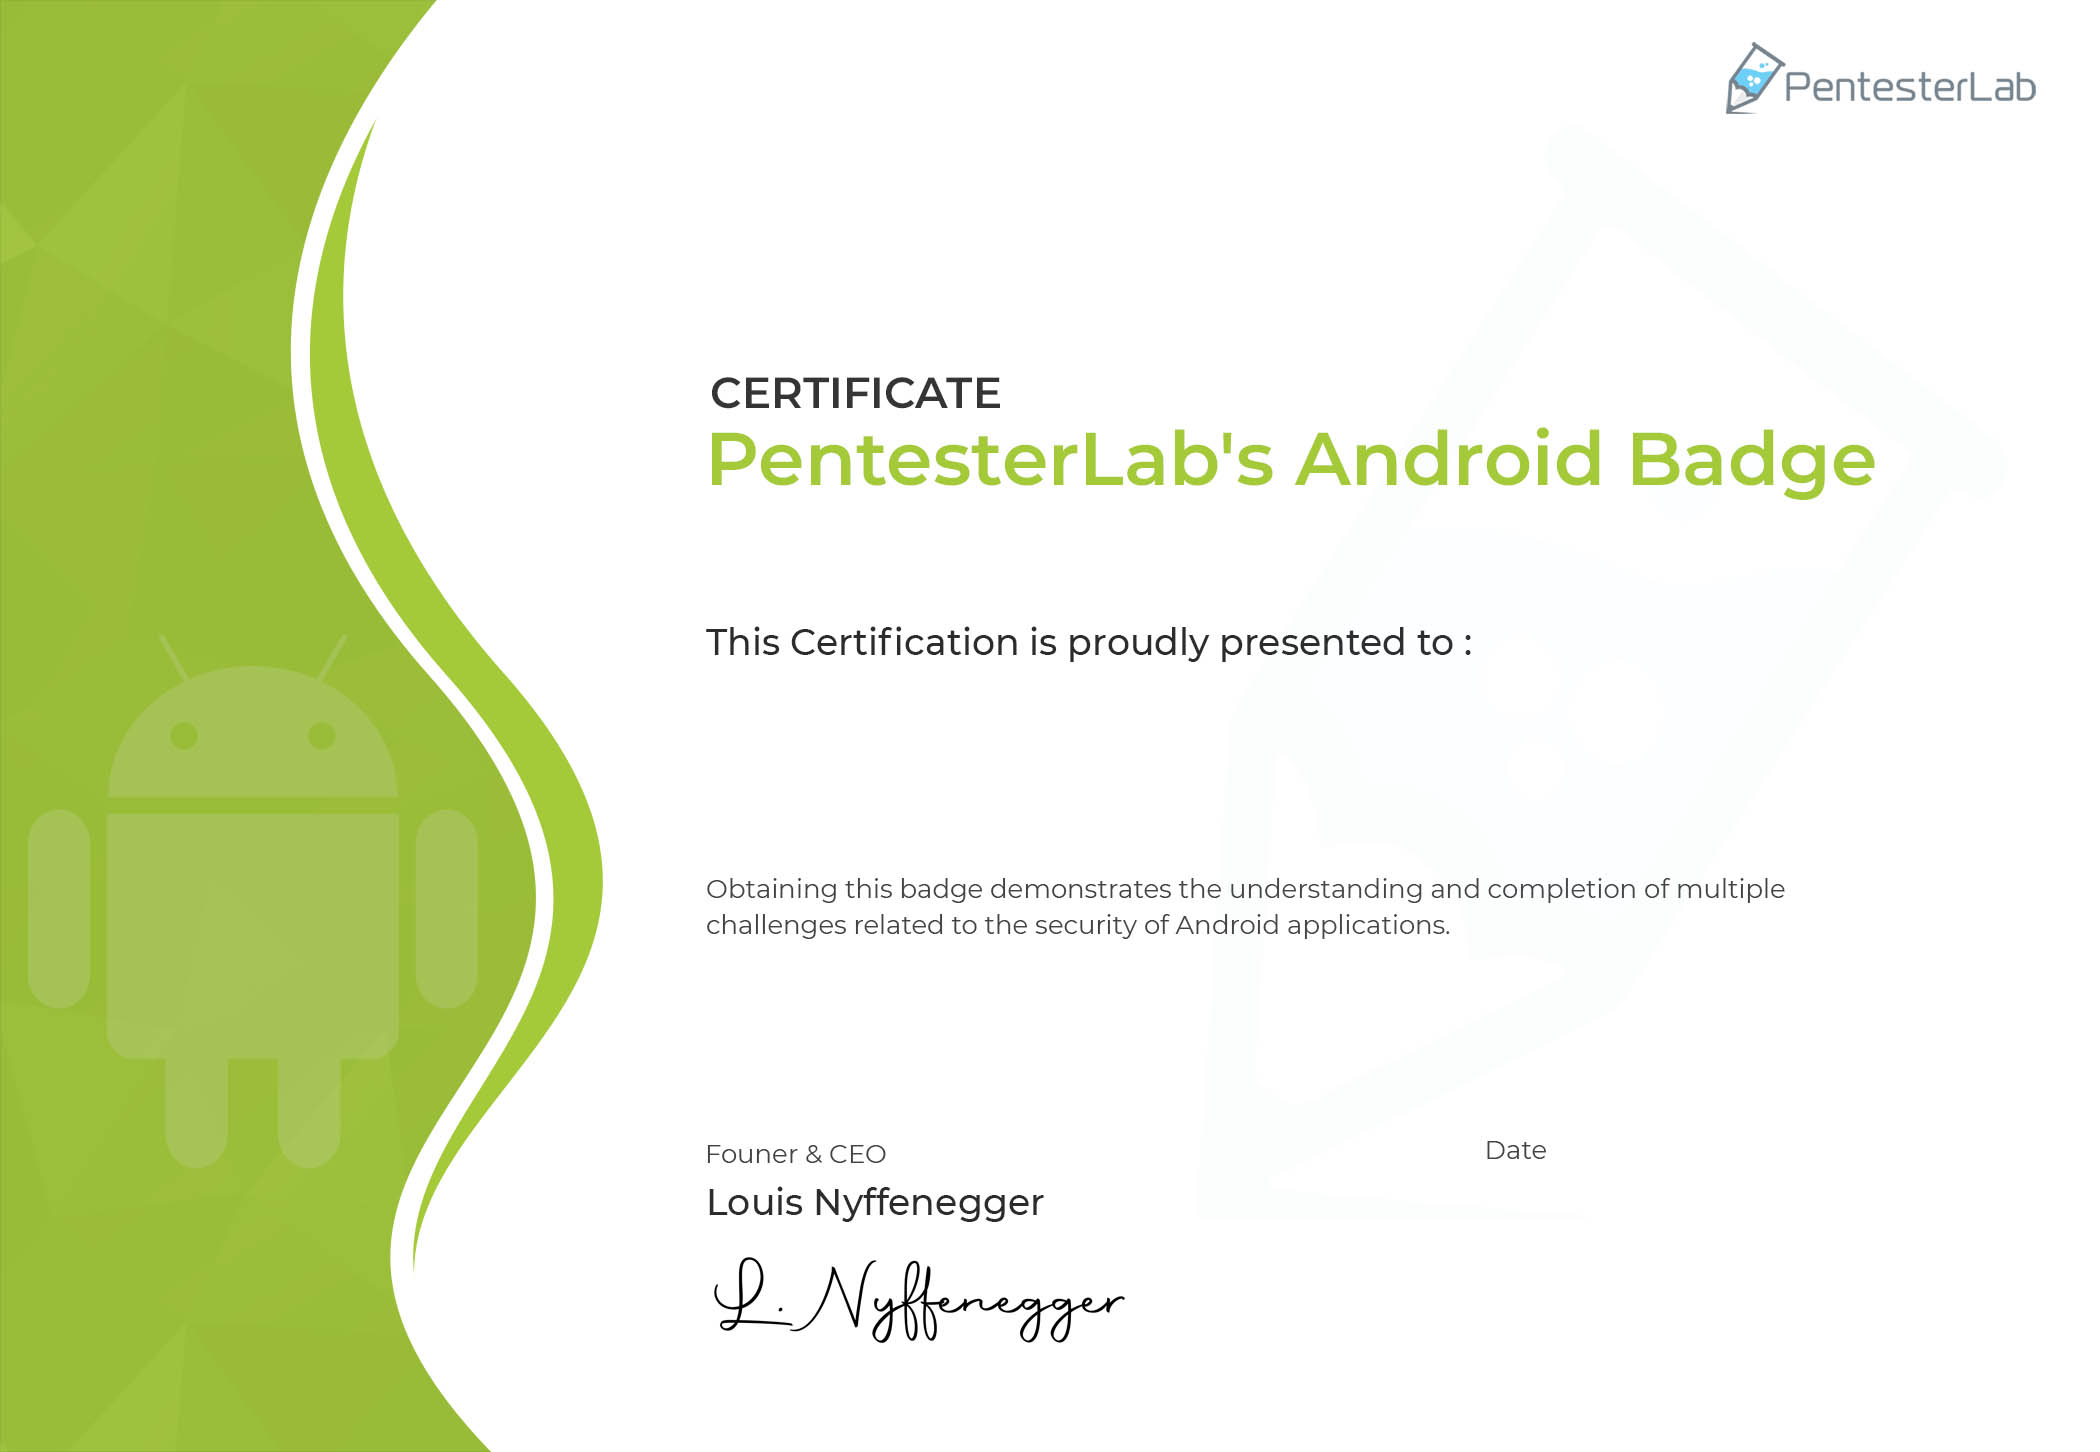 PentesterLab
CERTIFICATE
PentesterLab's Android Badge
This Certification is proudly presented to :
Obtaining this badge demonstrates the understanding and completion of multiple
challenges related to the security of Android applications.
Founer & CEO
Date
Louis Nyffenegger
L. Nyffenegger